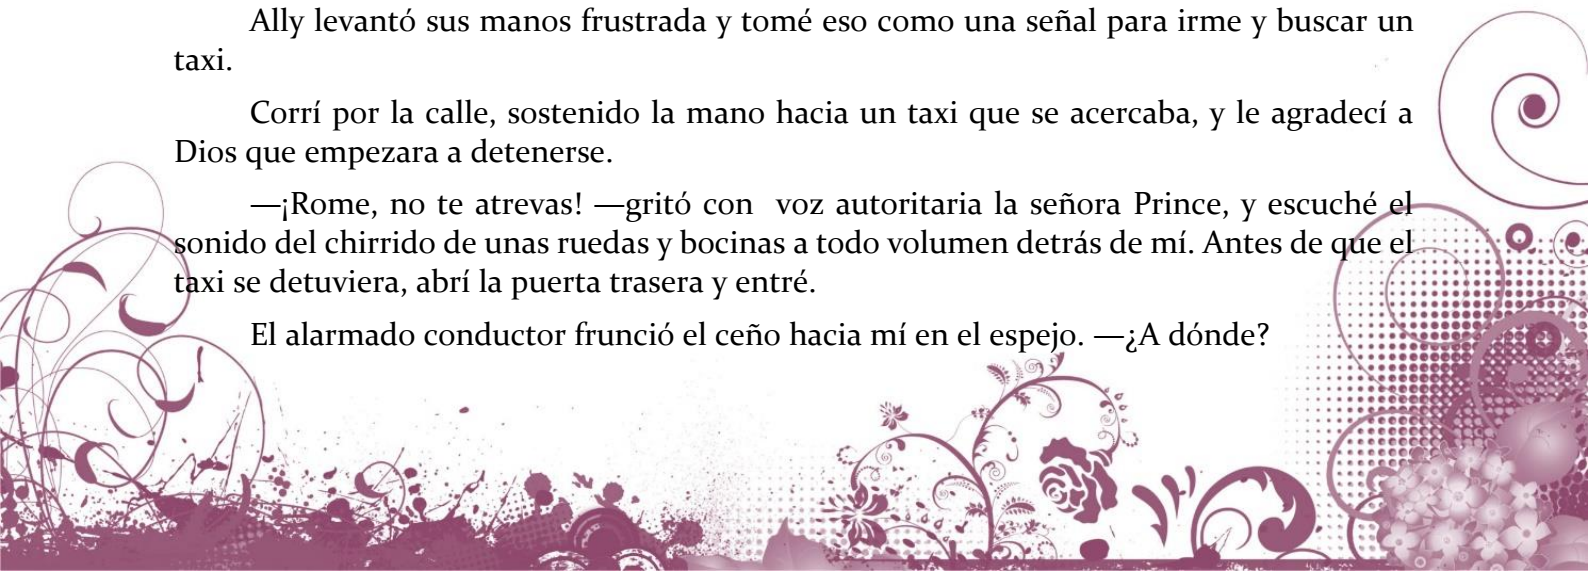 Ally levantó sus manos frustrada y tomé eso como una señal para irme y buscar un
taxi.
Corrí por la calle, sostenido la mano hacia un taxi que se acercaba, y le agradecí a
Dios que empezara a detenerse.
—¡Rome, no te atrevas! —gritó con  voz autoritaria la señora Prince, y escuché el
sonido del chirrido de unas ruedas y bocinas a todo volumen detrás de mí. Antes de que el
taxi se detuviera, abrí la puerta trasera y entré.
El alarmado conductor frunció el ceño hacia mí en el espejo. —¿A dónde?